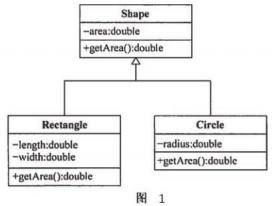 Shape
-area:double
+getArea():double
Rectangle
-length:double
-width:double
+getArea():double
Circle
-radius:double
+getArea():double
图 1